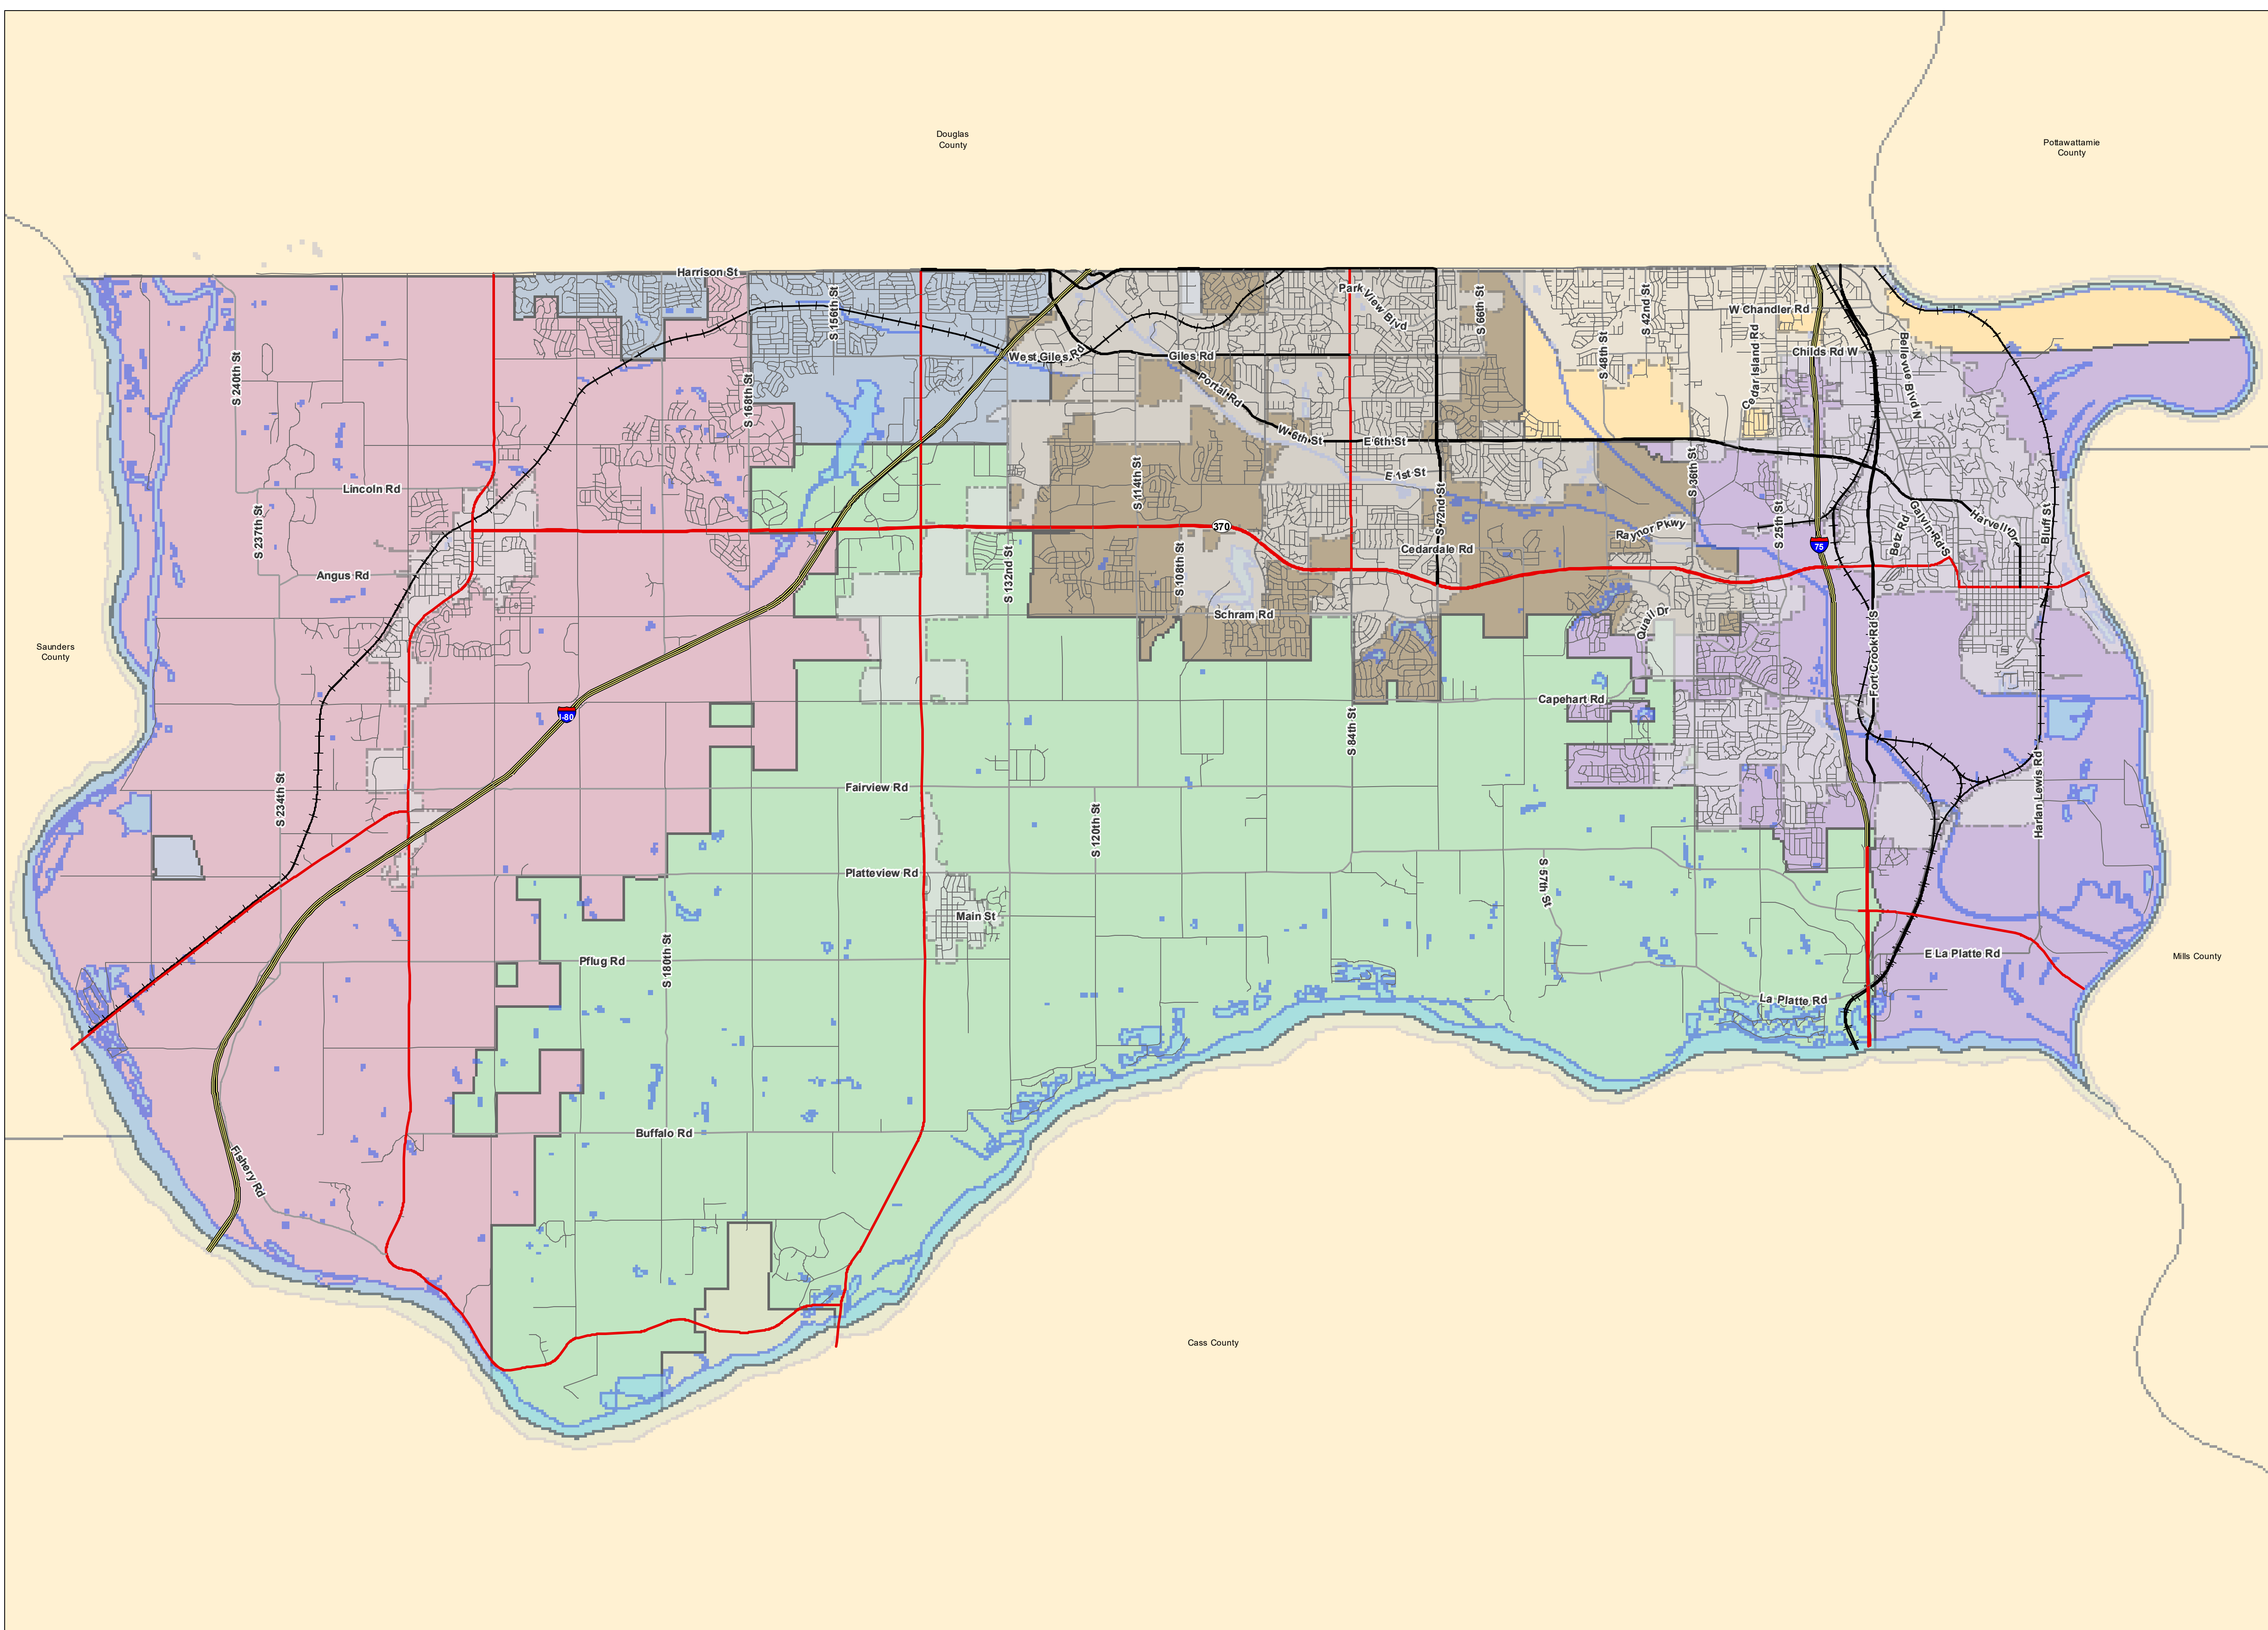 Douglas
County
Pottawattamie
County
Harrison St
S 156th St
Park View Blvd
S 66th St
S 42nd St
W Chandler Rd
S 240th St
S 168th St
West Giles Rd
Giles Rd
Portal Rd
S 48th St
Cedar Island Rd
Childs Rd W
Bellevue Blvd N
W 6th St
E 6th St
E 1st St
Lincoln Rd
S 237th St
S 114th St
S 72nd St
S 36th St
S 25th St
370
75
Raynor Pkwy
Betz Rd
Galvin Rd S
Harvell Dr
Bluff St
Angus Rd
S 132nd St
S 108th St
Cedardale Rd
Schram Rd
Quail Dr
Fort Crook Rd S
Saunders
County
I-80
Capehart Rd
S 84th St
S 234th St
Fairview Rd
S 120th St
Harlan Lewis Rd
Platteview Rd
S 57th St
Main St
S 180th St
Pflug Rd
E La Platte Rd
Mills County
La Platte Rd
Buffalo Rd
Fishery Rd
Cass County